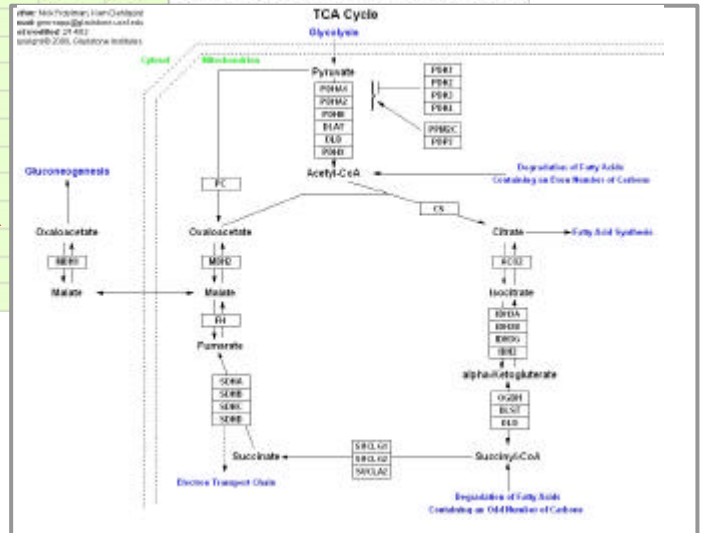 TCA Cycle
Glycolysis
Cytosol
Mitochondrion
Pyruvate
PDHA1
PDHA2
PDHB
DLAT
DLD
PDHX
PDK1
PDK2
PDK3
PDK4
PPM2C
PDP2
Acetyl-CoA
Degradation of Fatty Acids
Containing an Even Number of Carbons
Gluconeogenesis
PC
CS
Oxaloacetate
Oxaloacetate
Citrate
Fatty Acid Synthesis
MDH1
MDH2
ACO2
Malate
Malate
Isocitrate
FH
IDH3A
IDH3B
IDH3G
IDH2
Fumarate
alpha-Ketogluterate
SDHA
SDHB
SDHC
SDHD
OGDH
DLST
DLD
Succinate
SUCLG1
SUCLG2
SUCLA2
Succinyl-CoA
Electron Transport Chain
Degradation of Fatty Acids
Containing an Odd Number of Carbons